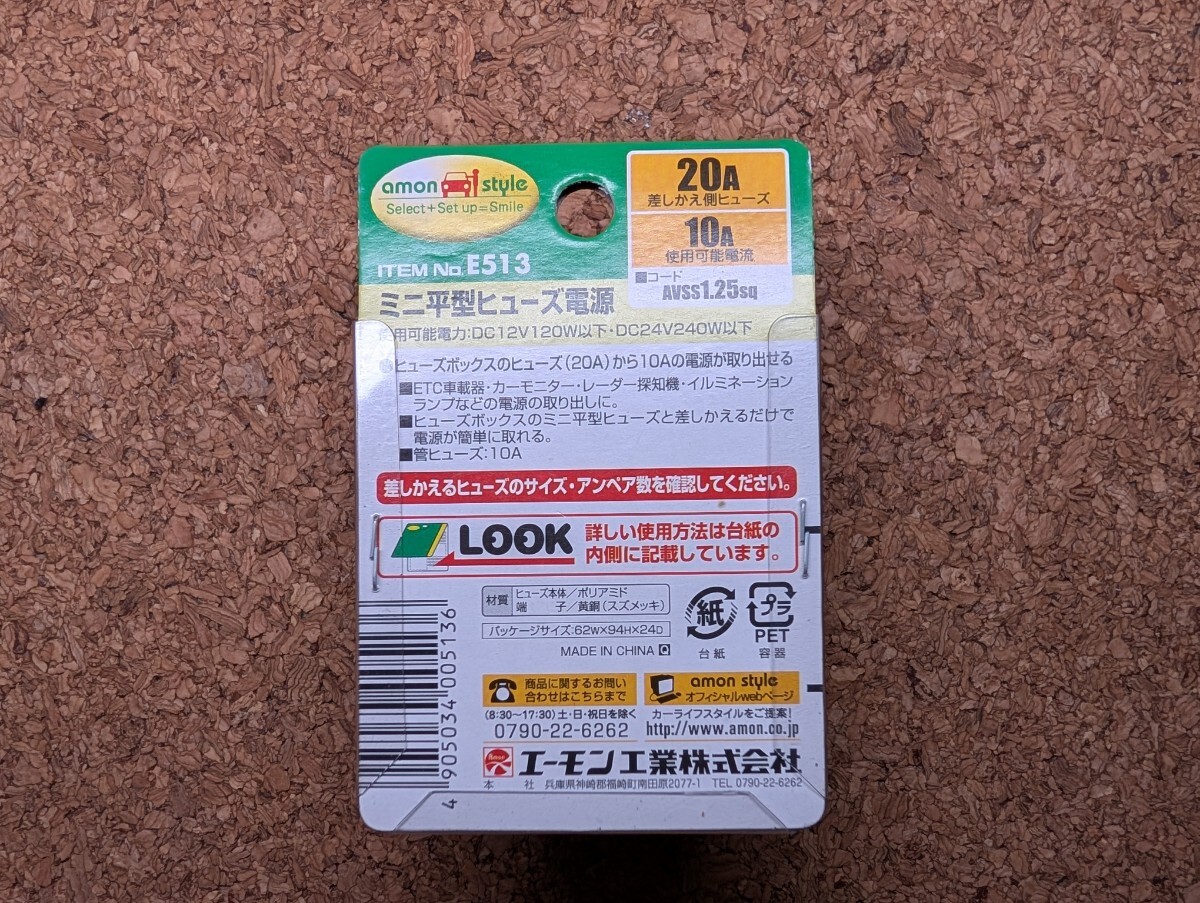 amon style
Select+Set up=Smile
20A
差しかえ側ヒューズ
10A
使用可能電流
■コード
AVSS1.25sq
ITEM No.E513
ミニ平型ヒューズ電源
使用可能電力:DC12V120W以下・DC24V240W以下
ヒューズボックスのヒューズ(20A)から10Aの電源が取り出せる
■ETC車載器・カーモニター・レーダー探知機・イルミネーション
ランプなどの電源の取り出しに。
■ヒューズボックスのミニ平型ヒューズと差しかえるだけで
電源が簡単に取れる。
■管ヒューズ:10A
差しかえるヒューズのサイズ・アンペア数を確認してください。
LOOK
詳しい使用方法は台紙の
内側に記載しています。
材質
ヒューズ本体/ポリアミド
端 子/黄銅(スズメッキ)
パッケージサイズ:62W×94H×24D
MADE IN CHINA
紙
台紙
プラ
PET
容器
4 905034 005136
商品に関するお問い
合わせはこちらまで
(8:30〜17:30)土・日・祝日を除く
0790-22-6262
amon style
オフィシャルwebページ
カーライフスタイルをご提案!
http://www.amon.co.jp
Amon
エーモン工業株式会社
本 社 兵庫県神崎郡福崎町南田原2077-1 TEL 0790-22-6262